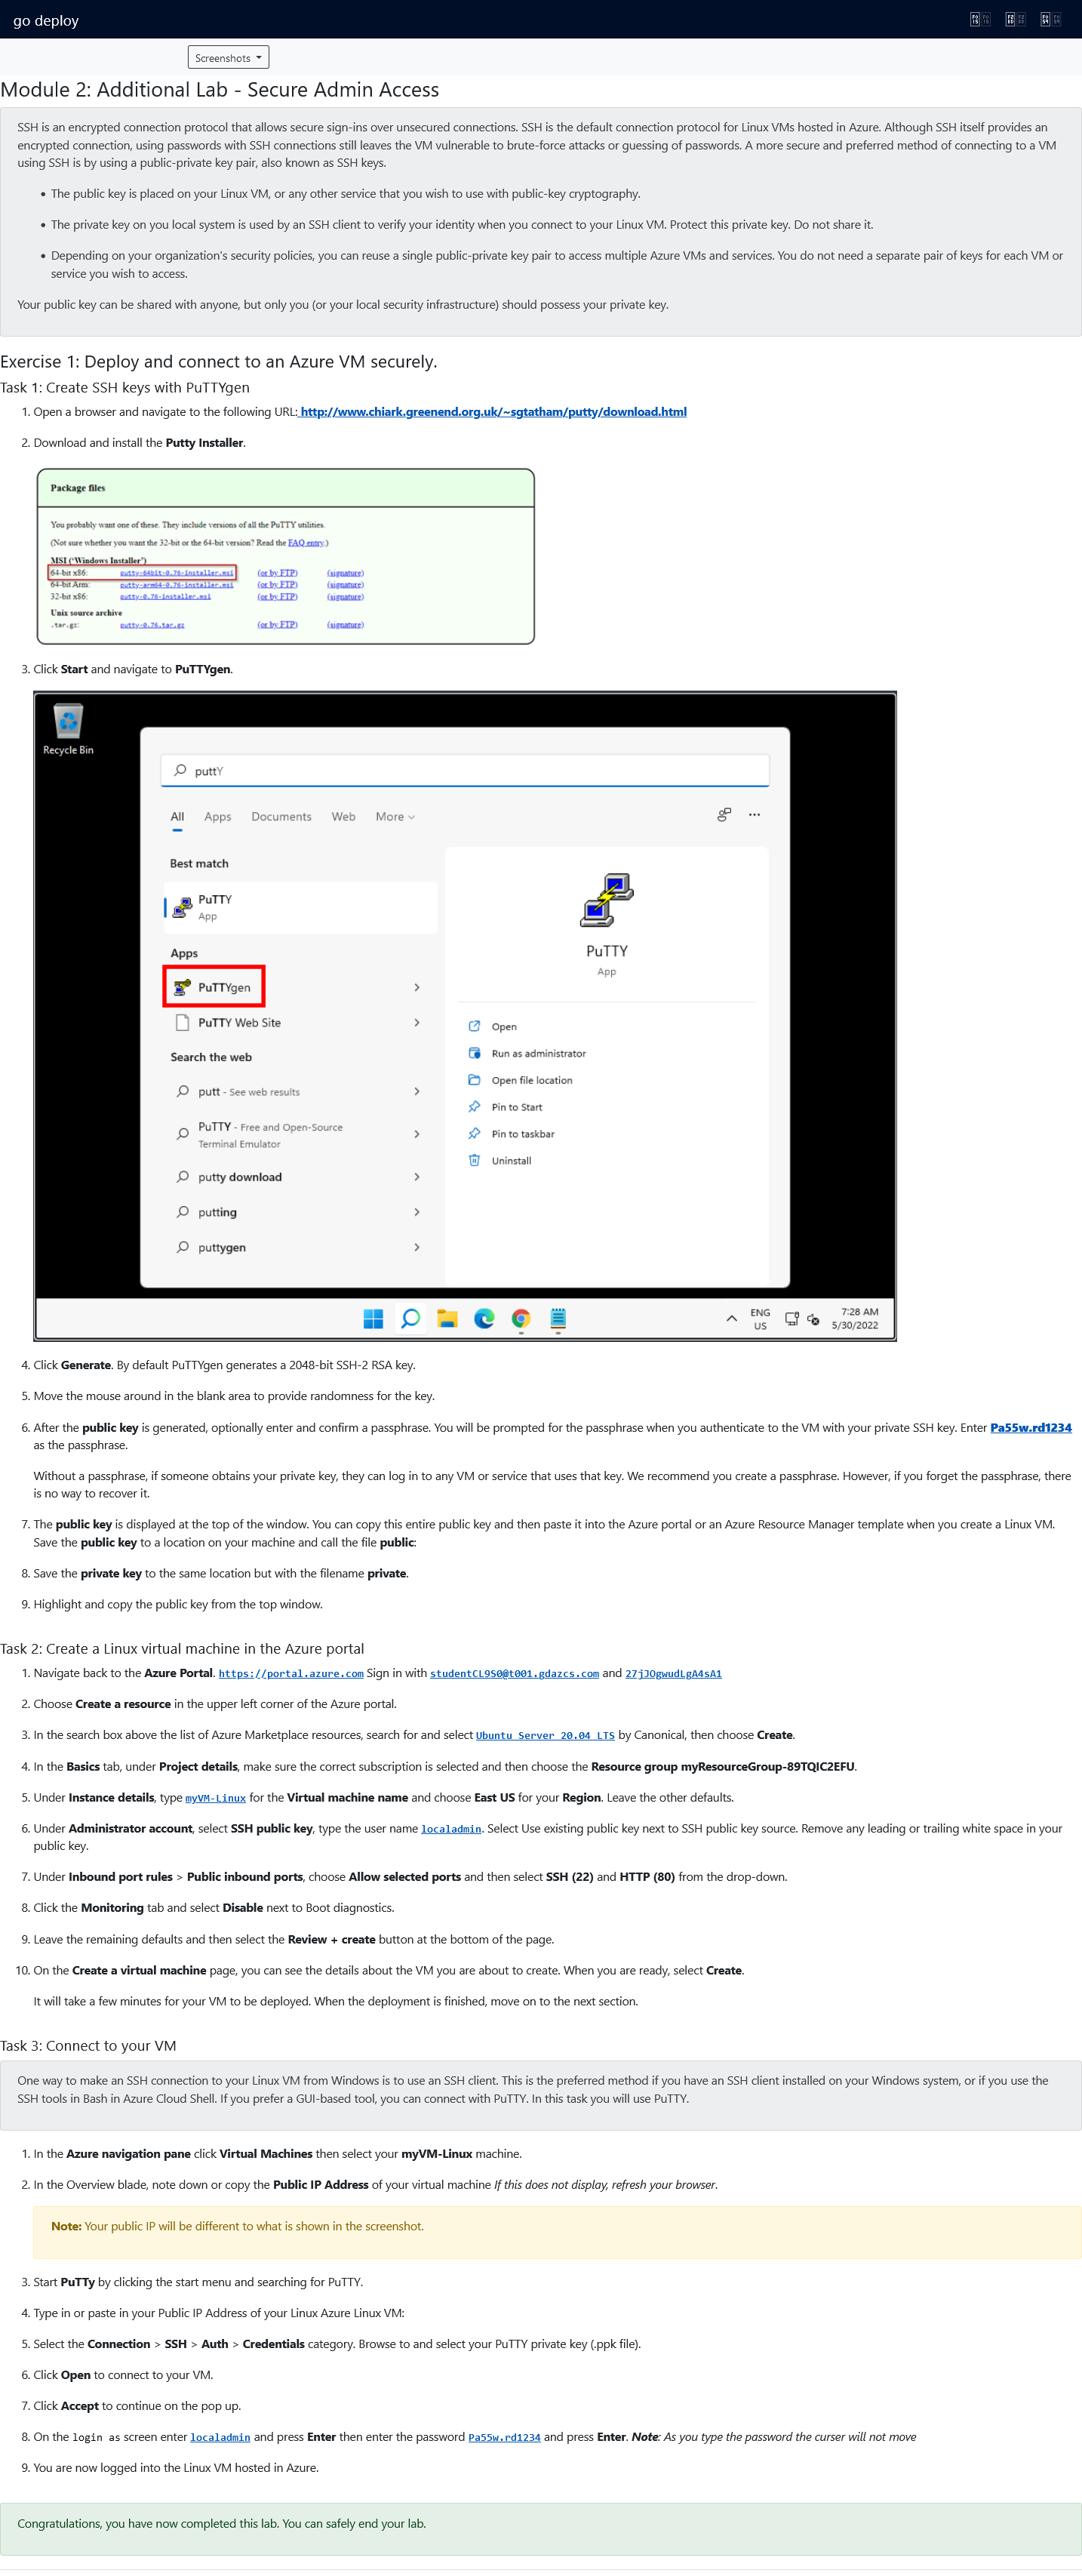 go deploy
Screenshots
Module 2: Additional Lab - Secure Admin Access
SSH is an encrypted connection protocol that allows secure sign-ins over unsecured connections. SSH is the default connection protocol for Linux VMs hosted in Azure. Although SSH itself provides an
encrypted connection, using passwords with SSH connections still leaves the VM vulnerable to brute-force attacks or guessing of passwords. A more secure and preferred method of connecting to a VM
using SSH is by using a public-private key pair, also known as SSH keys.
• The public key is placed on your Linux VM, or any other service that you wish to use with public-key cryptography.
• The private key on you local system is used by an SSH client to verify your identity when you connect to your Linux VM. Protect this private key. Do not share it.
• Depending on your organization's security policies, you can reuse a single public-private key pair to access multiple Azure VMs and services. You do not need a separate pair of keys for each VM or
service you wish to access.
Your public key can be shared with anyone, but only you (or your local security infrastructure) should possess your private key.
Exercise 1: Deploy and connect to an Azure VM securely.
Task 1: Create SSH keys with PuTTYgen
1. Open a browser and navigate to the following URL: http://www.chiark.greenend.org.uk/~sgtatham/putty/download.html
2. Download and install the Putty Installer.
Package files
You probably want one of these. They include versions of all the PuTTY utilities.
(Not sure whether you want the 32-bit or the 64-bit version? Read the FAQ entry.)
MSI ('Windows Installer')
64-bit x86: putty-64bit-0.76-installer.msi (or by FTP) (signature)
64-bit Arm: putty-arm64-0.76-installer.msi (or by FTP) (signature)
32-bit x86: putty-0.76-installer.msi (or by FTP) (signature)
Unix source archive
.tar.gz: putty-0.76.tar.gz (or by FTP) (signature)
3. Click Start and navigate to PuTTYgen.
Recycle Bin
puttY
All Apps Documents Web More
Best match
PuTTY
App
Apps
PuTTYgen
PuTTY Web Site
Search the web
putt - See web results
PuTTY - Free and Open-Source
Terminal Emulator
putty download
putting
puttygen
PuTTY
App
Open
Run as administrator
Open file location
Pin to Start
Pin to taskbar
Uninstall
ENG
US
7:28 AM
5/30/2022
4. Click Generate. By default PuTTYgen generates a 2048-bit SSH-2 RSA key.
5. Move the mouse around in the blank area to provide randomness for the key.
6. After the public key is generated, optionally enter and confirm a passphrase. You will be prompted for the passphrase when you authenticate to the VM with your private SSH key. Enter Pa55w.rd1234
as the passphrase.
Without a passphrase, if someone obtains your private key, they can log in to any VM or service that uses that key. We recommend you create a passphrase. However, if you forget the passphrase, there
is no way to recover it.
7. The public key is displayed at the top of the window. You can copy this entire public key and then paste it into the Azure portal or an Azure Resource Manager template when you create a Linux VM.
Save the public key to a location on your machine and call the file public:
8. Save the private key to the same location but with the filename private.
9. Highlight and copy the public key from the top window.
Task 2: Create a Linux virtual machine in the Azure portal
1. Navigate back to the Azure Portal. https://portal.azure.com Sign in with studentCL9S0@t001.gdazcs.com and 27jJOgwudLgA4sA1
2. Choose Create a resource in the upper left corner of the Azure portal.
3. In the search box above the list of Azure Marketplace resources, search for and select Ubuntu Server 20.04 LTS by Canonical, then choose Create.
4. In the Basics tab, under Project details, make sure the correct subscription is selected and then choose the Resource group myResourceGroup-89TQIC2EFU.
5. Under Instance details, type myVM-Linux for the Virtual machine name and choose East US for your Region. Leave the other defaults.
6. Under Administrator account, select SSH public key, type the user name localadmin. Select Use existing public key next to SSH public key source. Remove any leading or trailing white space in your
public key.
7. Under Inbound port rules > Public inbound ports, choose Allow selected ports and then select SSH (22) and HTTP (80) from the drop-down.
8. Click the Monitoring tab and select Disable next to Boot diagnostics.
9. Leave the remaining defaults and then select the Review + create button at the bottom of the page.
10. On the Create a virtual machine page, you can see the details about the VM you are about to create. When you are ready, select Create.
It will take a few minutes for your VM to be deployed. When the deployment is finished, move on to the next section.
Task 3: Connect to your VM
One way to make an SSH connection to your Linux VM from Windows is to use an SSH client. This is the preferred method if you have an SSH client installed on your Windows system, or if you use the
SSH tools in Bash in Azure Cloud Shell. If you prefer a GUI-based tool, you can connect with PuTTY. In this task you will use PuTTY.
1. In the Azure navigation pane click Virtual Machines then select your myVM-Linux machine.
2. In the Overview blade, note down or copy the Public IP Address of your virtual machine If this does not display, refresh your browser.
Note: Your public IP will be different to what is shown in the screenshot.
3. Start PuTTy by clicking the start menu and searching for PuTTY.
4. Type in or paste in your Public IP Address of your Linux Azure Linux VM:
5. Select the Connection > SSH > Auth > Credentials category. Browse to and select your PuTTY private key (.ppk file).
6. Click Open to connect to your VM.
7. Click Accept to continue on the pop up.
8. On the login as screen enter localadmin and press Enter then enter the password Pa55w.rd1234 and press Enter. Note: As you type the password the curser will not move
9. You are now logged into the Linux VM hosted in Azure.
Congratulations, you have now completed this lab. You can safely end your lab.